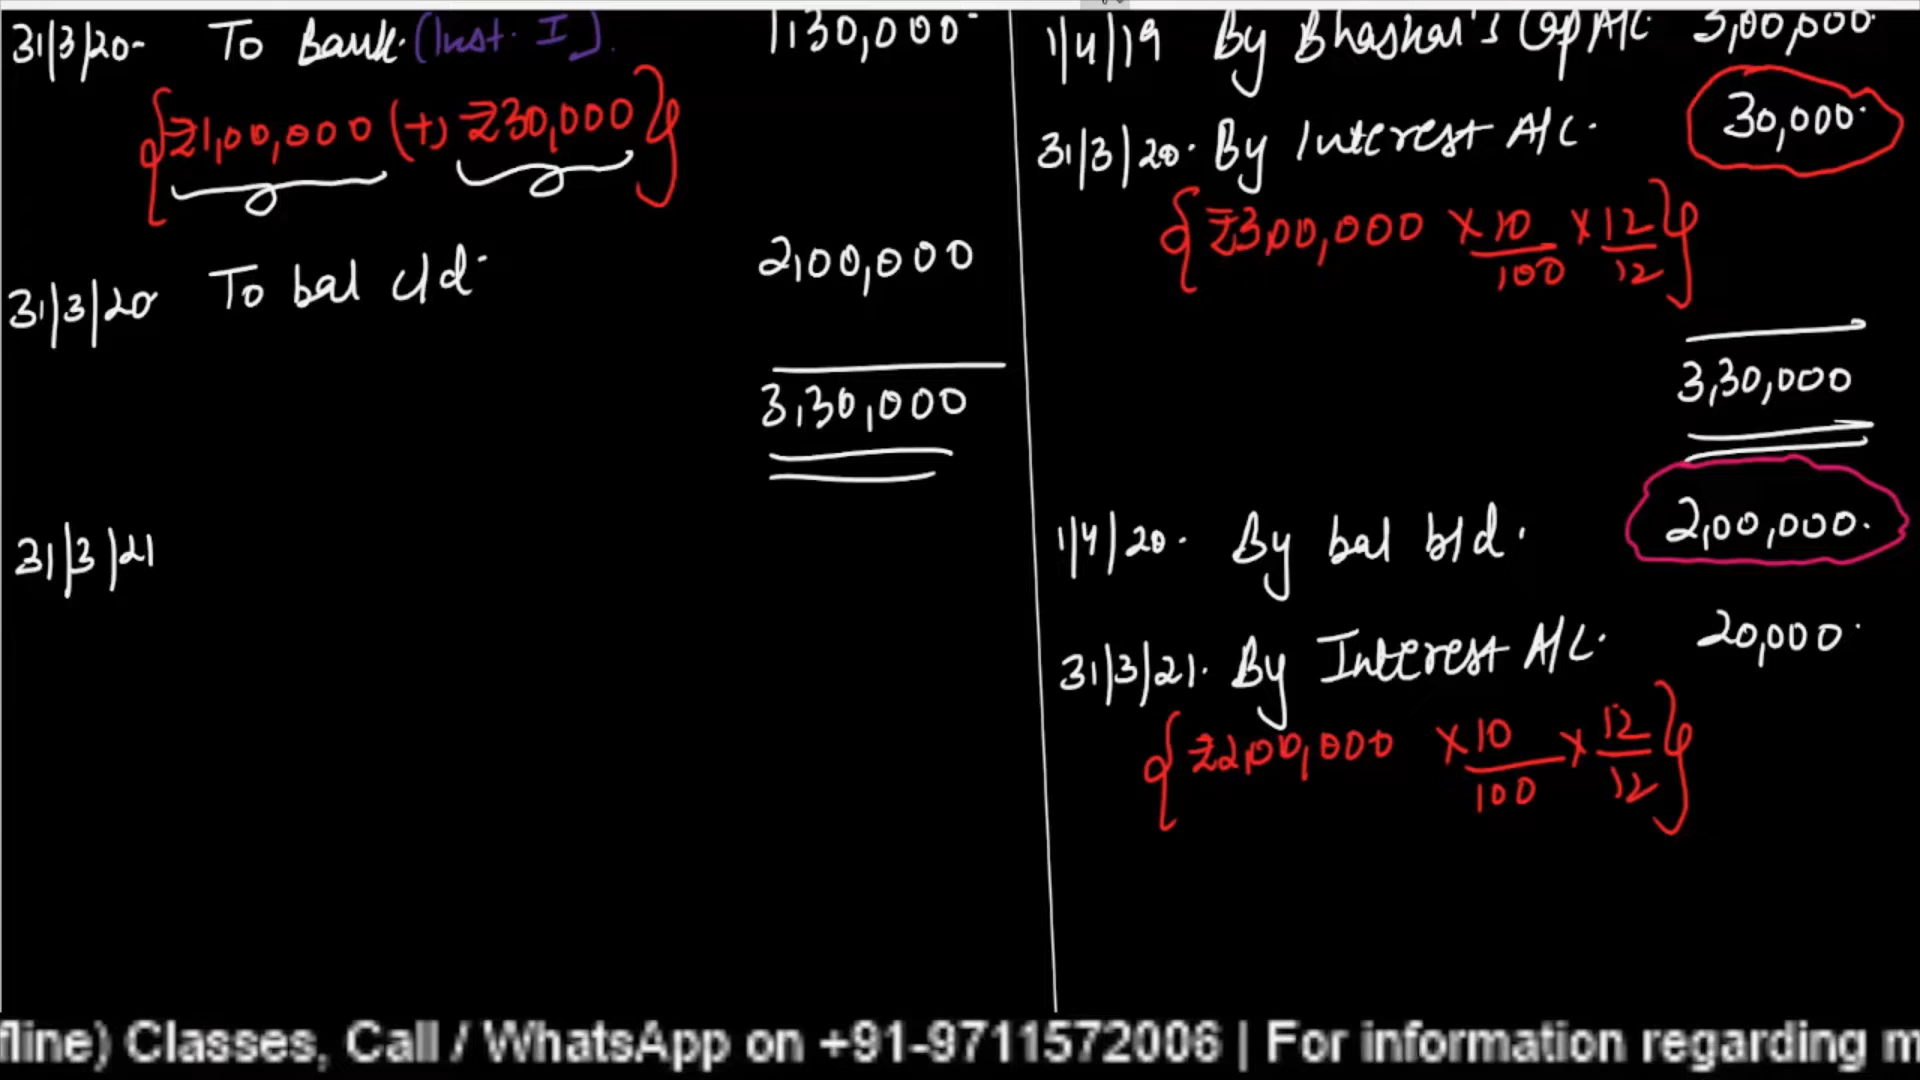 31/3/20- To Bank. (Inst. I). 1,30,000.
{₹1,00,000 (+) ₹30,000}
31/3/20 To bal c/d. 2,00,000
3,30,000
31/3/21
1/4/19 By Bhaskar's Cap A/c. 3,00,000.
31/3/20. By Interest A/c. 30,000.
{₹3,00,000 × 10/100 × 12/12}
3,30,000
1/4/20. By bal b/d. 2,00,000.
31/3/21. By Interest A/c. 20,000.
{₹2,00,000 × 10/100 × 12/12}
fline) Classes, Call / WhatsApp on +91-9711572006 | For information regarding m